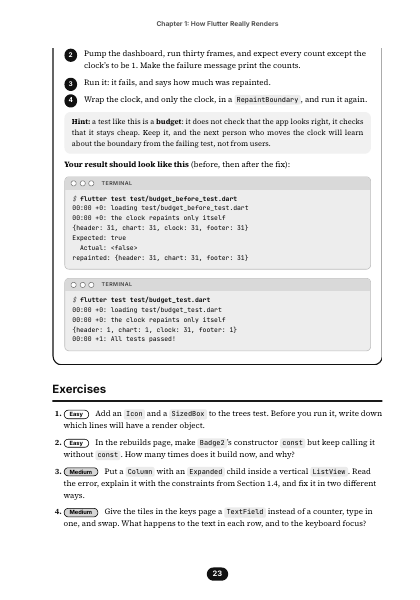 Chapter 1: How Flutter Really Renders
2 Pump the dashboard, run thirty frames, and expect every count except the
clock's to be 1. Make the failure message print the counts.
3 Run it: it fails, and says how much was repainted.
4 Wrap the clock, and only the clock, in a RepaintBoundary, and run it again.
Hint: a test like this is a budget: it does not check that the app looks right, it checks
that it stays cheap. Keep it, and the next person who moves the clock will learn
about the boundary from the failing test, not from users.
Your result should look like this (before, then after the fix):
TERMINAL
$ flutter test test/budget_before_test.dart
00:00 +0: loading test/budget_before_test.dart
00:00 +0: the clock repaints only itself
{header: 31, chart: 31, clock: 31, footer: 31}
Expected: true
Actual: <false>
repainted: {header: 31, chart: 31, clock: 31, footer: 31}
TERMINAL
$ flutter test test/budget_test.dart
00:00 +0: loading test/budget_test.dart
00:00 +0: the clock repaints only itself
{header: 1, chart: 1, clock: 31, footer: 1}
00:00 +1: All tests passed!
Exercises
1. Easy Add an Icon and a SizedBox to the trees test. Before you run it, write down
which lines will have a render object.
2. Easy In the rebuilds page, make Badge2's constructor const but keep calling it
without const. How many times does it build now, and why?
3. Medium Put a Column with an Expanded child inside a vertical ListView. Read
the error, explain it with the constraints from Section 1.4, and fix it in two different
ways.
4. Medium Give the tiles in the keys page a TextField instead of a counter, type in
one, and swap. What happens to the text in each row, and to the keyboard focus?
23